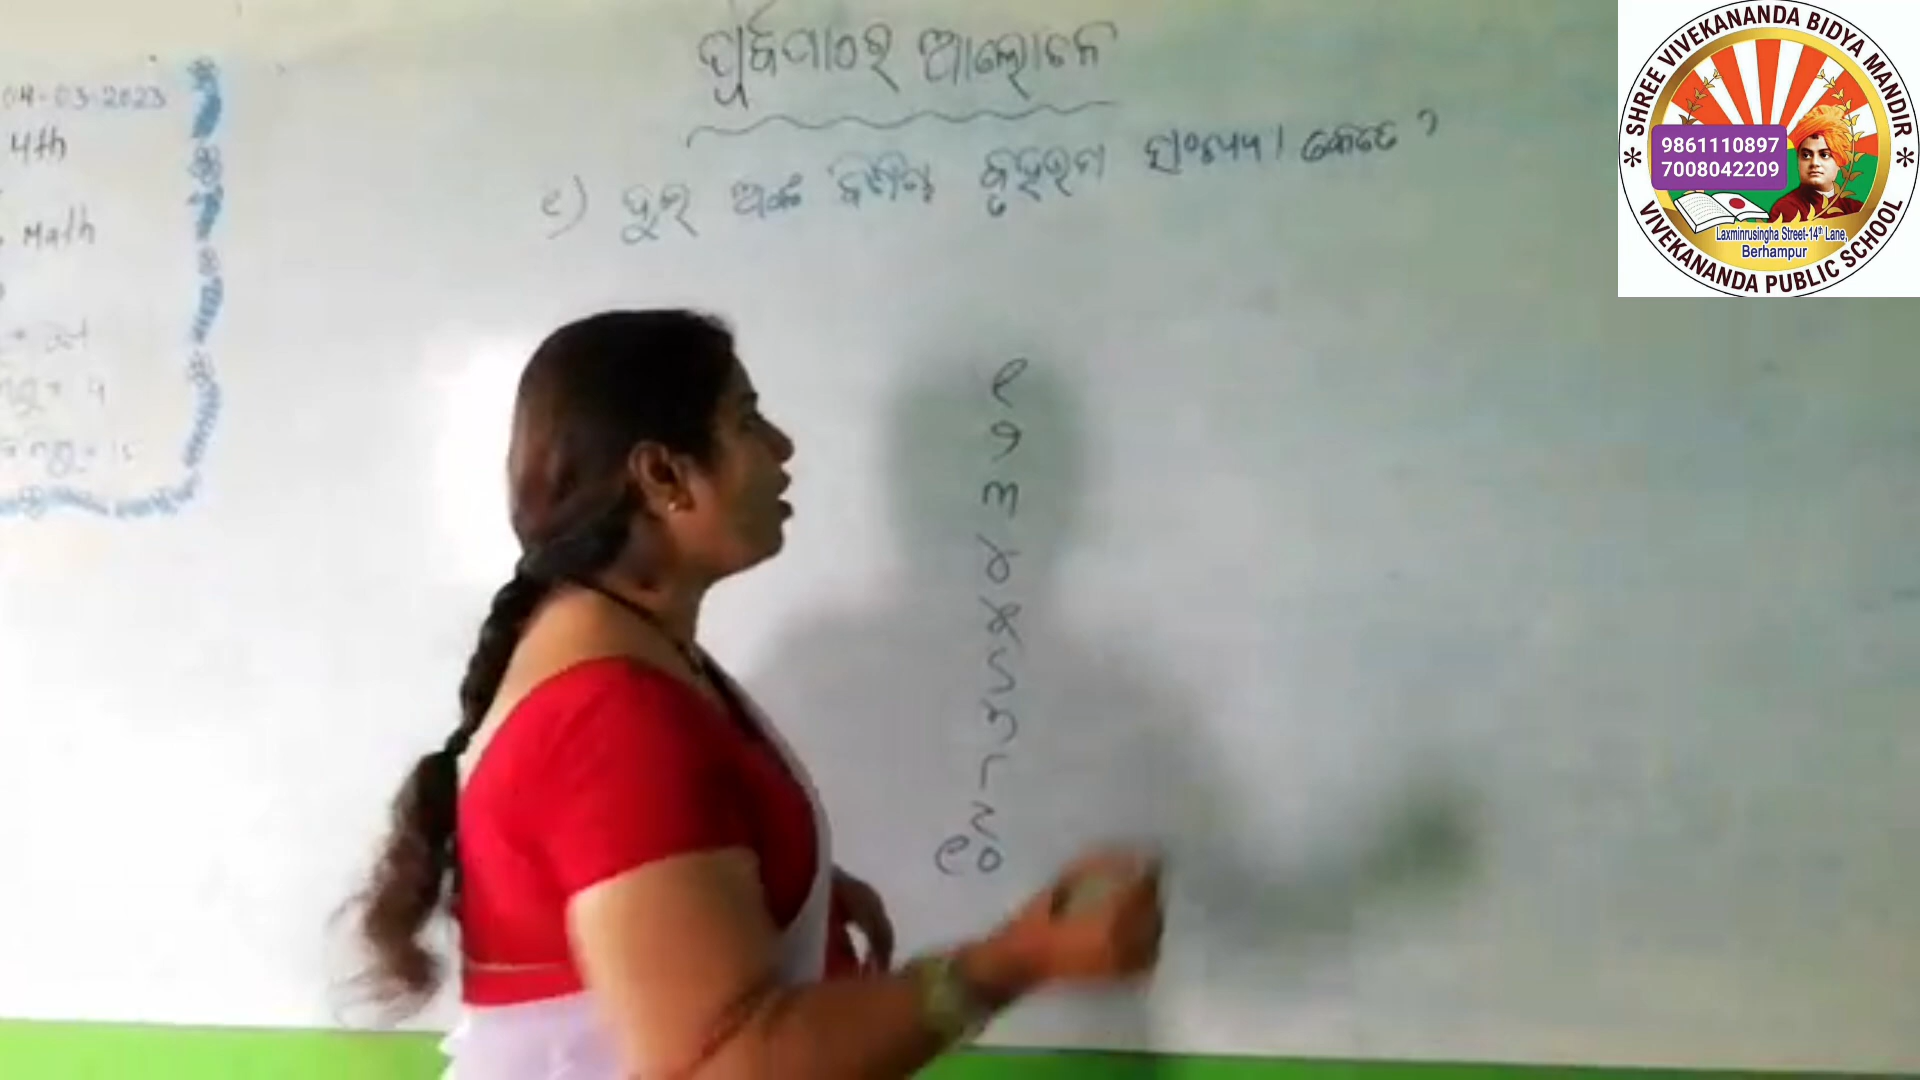 04-03-2023
4th
Math
ପୂର୍ବପାଠର ଆଲୋଚନା
୧) ଦୁଇ ଅଙ୍କ ବିଶିଷ୍ଟ ବୃହତ୍ତମ ସଂଖ୍ୟା କେତେ ?
୧
୨
୩
୪
୫
୬
୭
୮
୯
୧୦
SHREE VIVEKANANDA BIDYA MANDIR
9861110897
7008042209
Laxminrusingha Street-14th Lane,
Berhampur
VIVEKANANDA PUBLIC SCHOOL